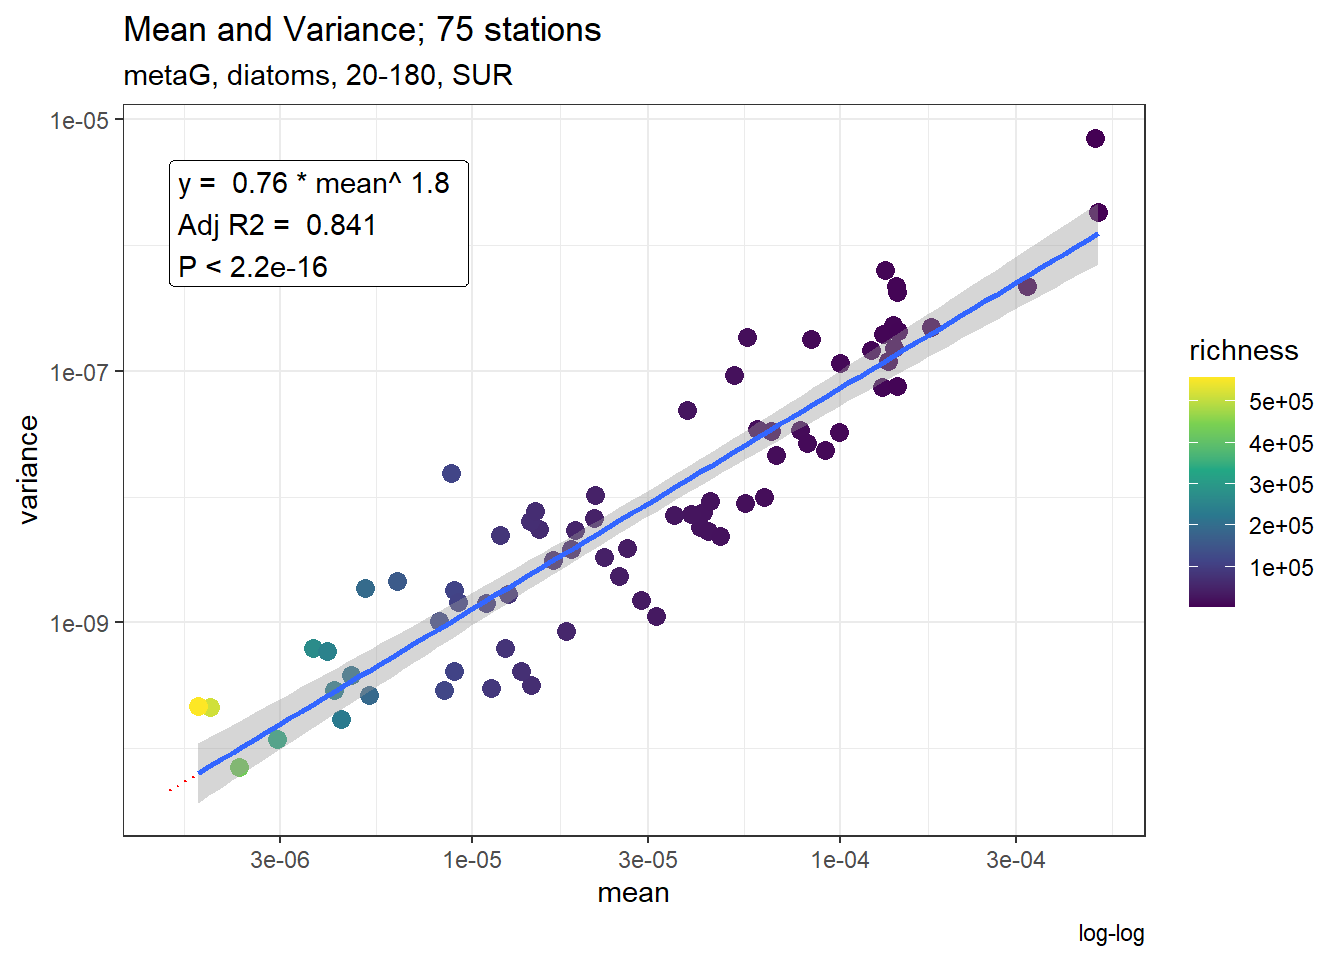 Mean and Variance; 75 stations
metaG, diatoms, 20-180, SUR
1e-05
1e-07
1e-09
variance
y =  0.76 * mean^ 1.8
Adj R2 =  0.841
P < 2.2e-16
3e-06
1e-05
3e-05
1e-04
3e-04
mean
log-log
richness
5e+05
4e+05
3e+05
2e+05
1e+05